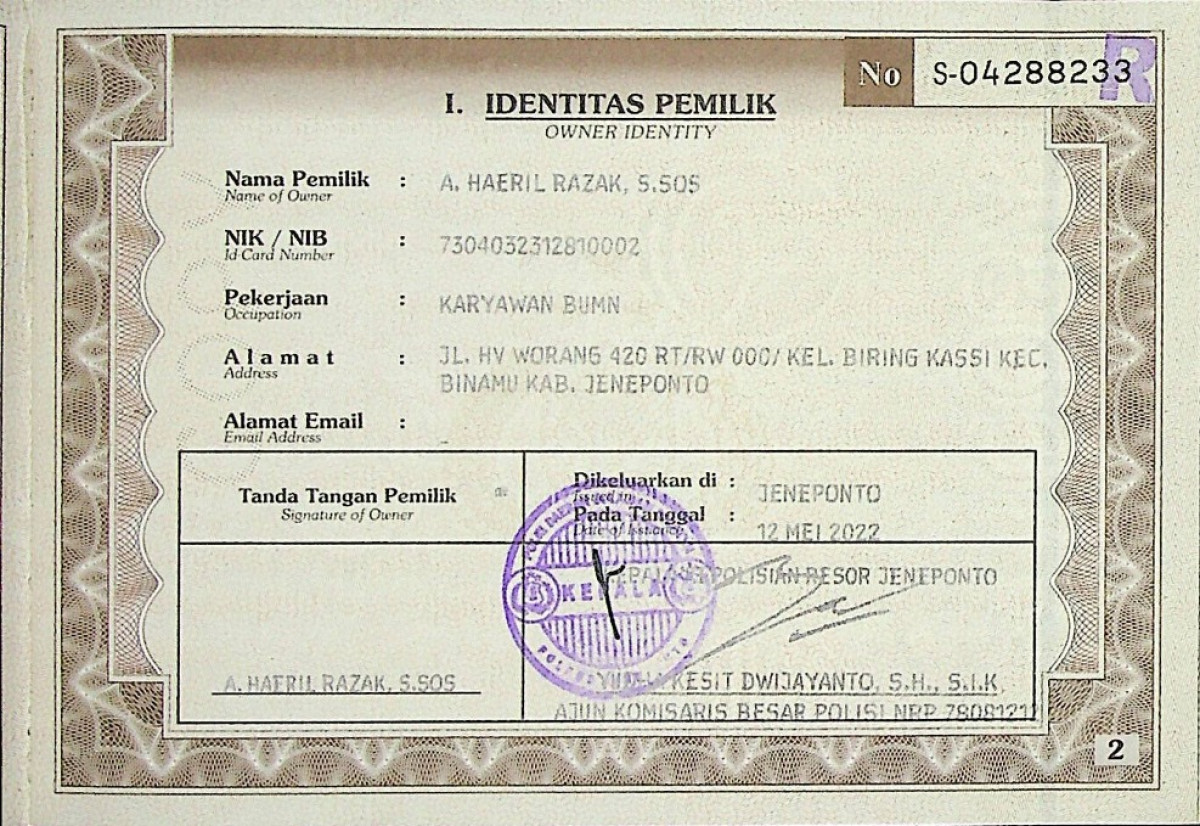 No S-04288233 R
I. IDENTITAS PEMILIK
OWNER IDENTITY
Nama Pemilik : A. HAERIL RAZAK, S.SOS
Name of Owner
NIK / NIB : 7304032312810002
Id Card Number
Pekerjaan : KARYAWAN BUMN
Occupation
Alamat : JL. HV WORANG 420 RT/RW 000/ KEL. BIRING KASSI KEC.
Address BINAMU KAB. JENEPONTO
Alamat Email :
Email Address -
Tanda Tangan Pemilik
Signature of Owner
Dikeluarkan di : JENEPONTO
Issued in
Pada Tanggal : 12 MEI 2022
Date of Issuance
KEPALA KEPOLISIAN RESOR JENEPONTO
KEPALA
A. HAERIL RAZAK, S.SOS
KESIT DWIJAYANTO, S.H., S.I.K
AJUN KOMISARIS BESAR POLISI NRP
2